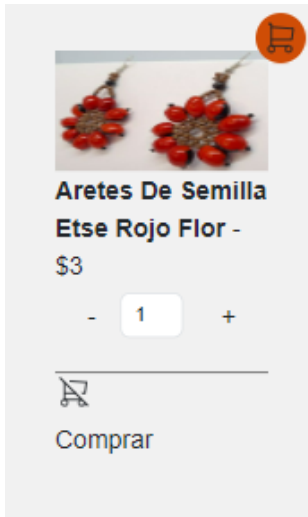 Aretes De Semilla
Etse Rojo Flor -
$3
- 1 +
Comprar